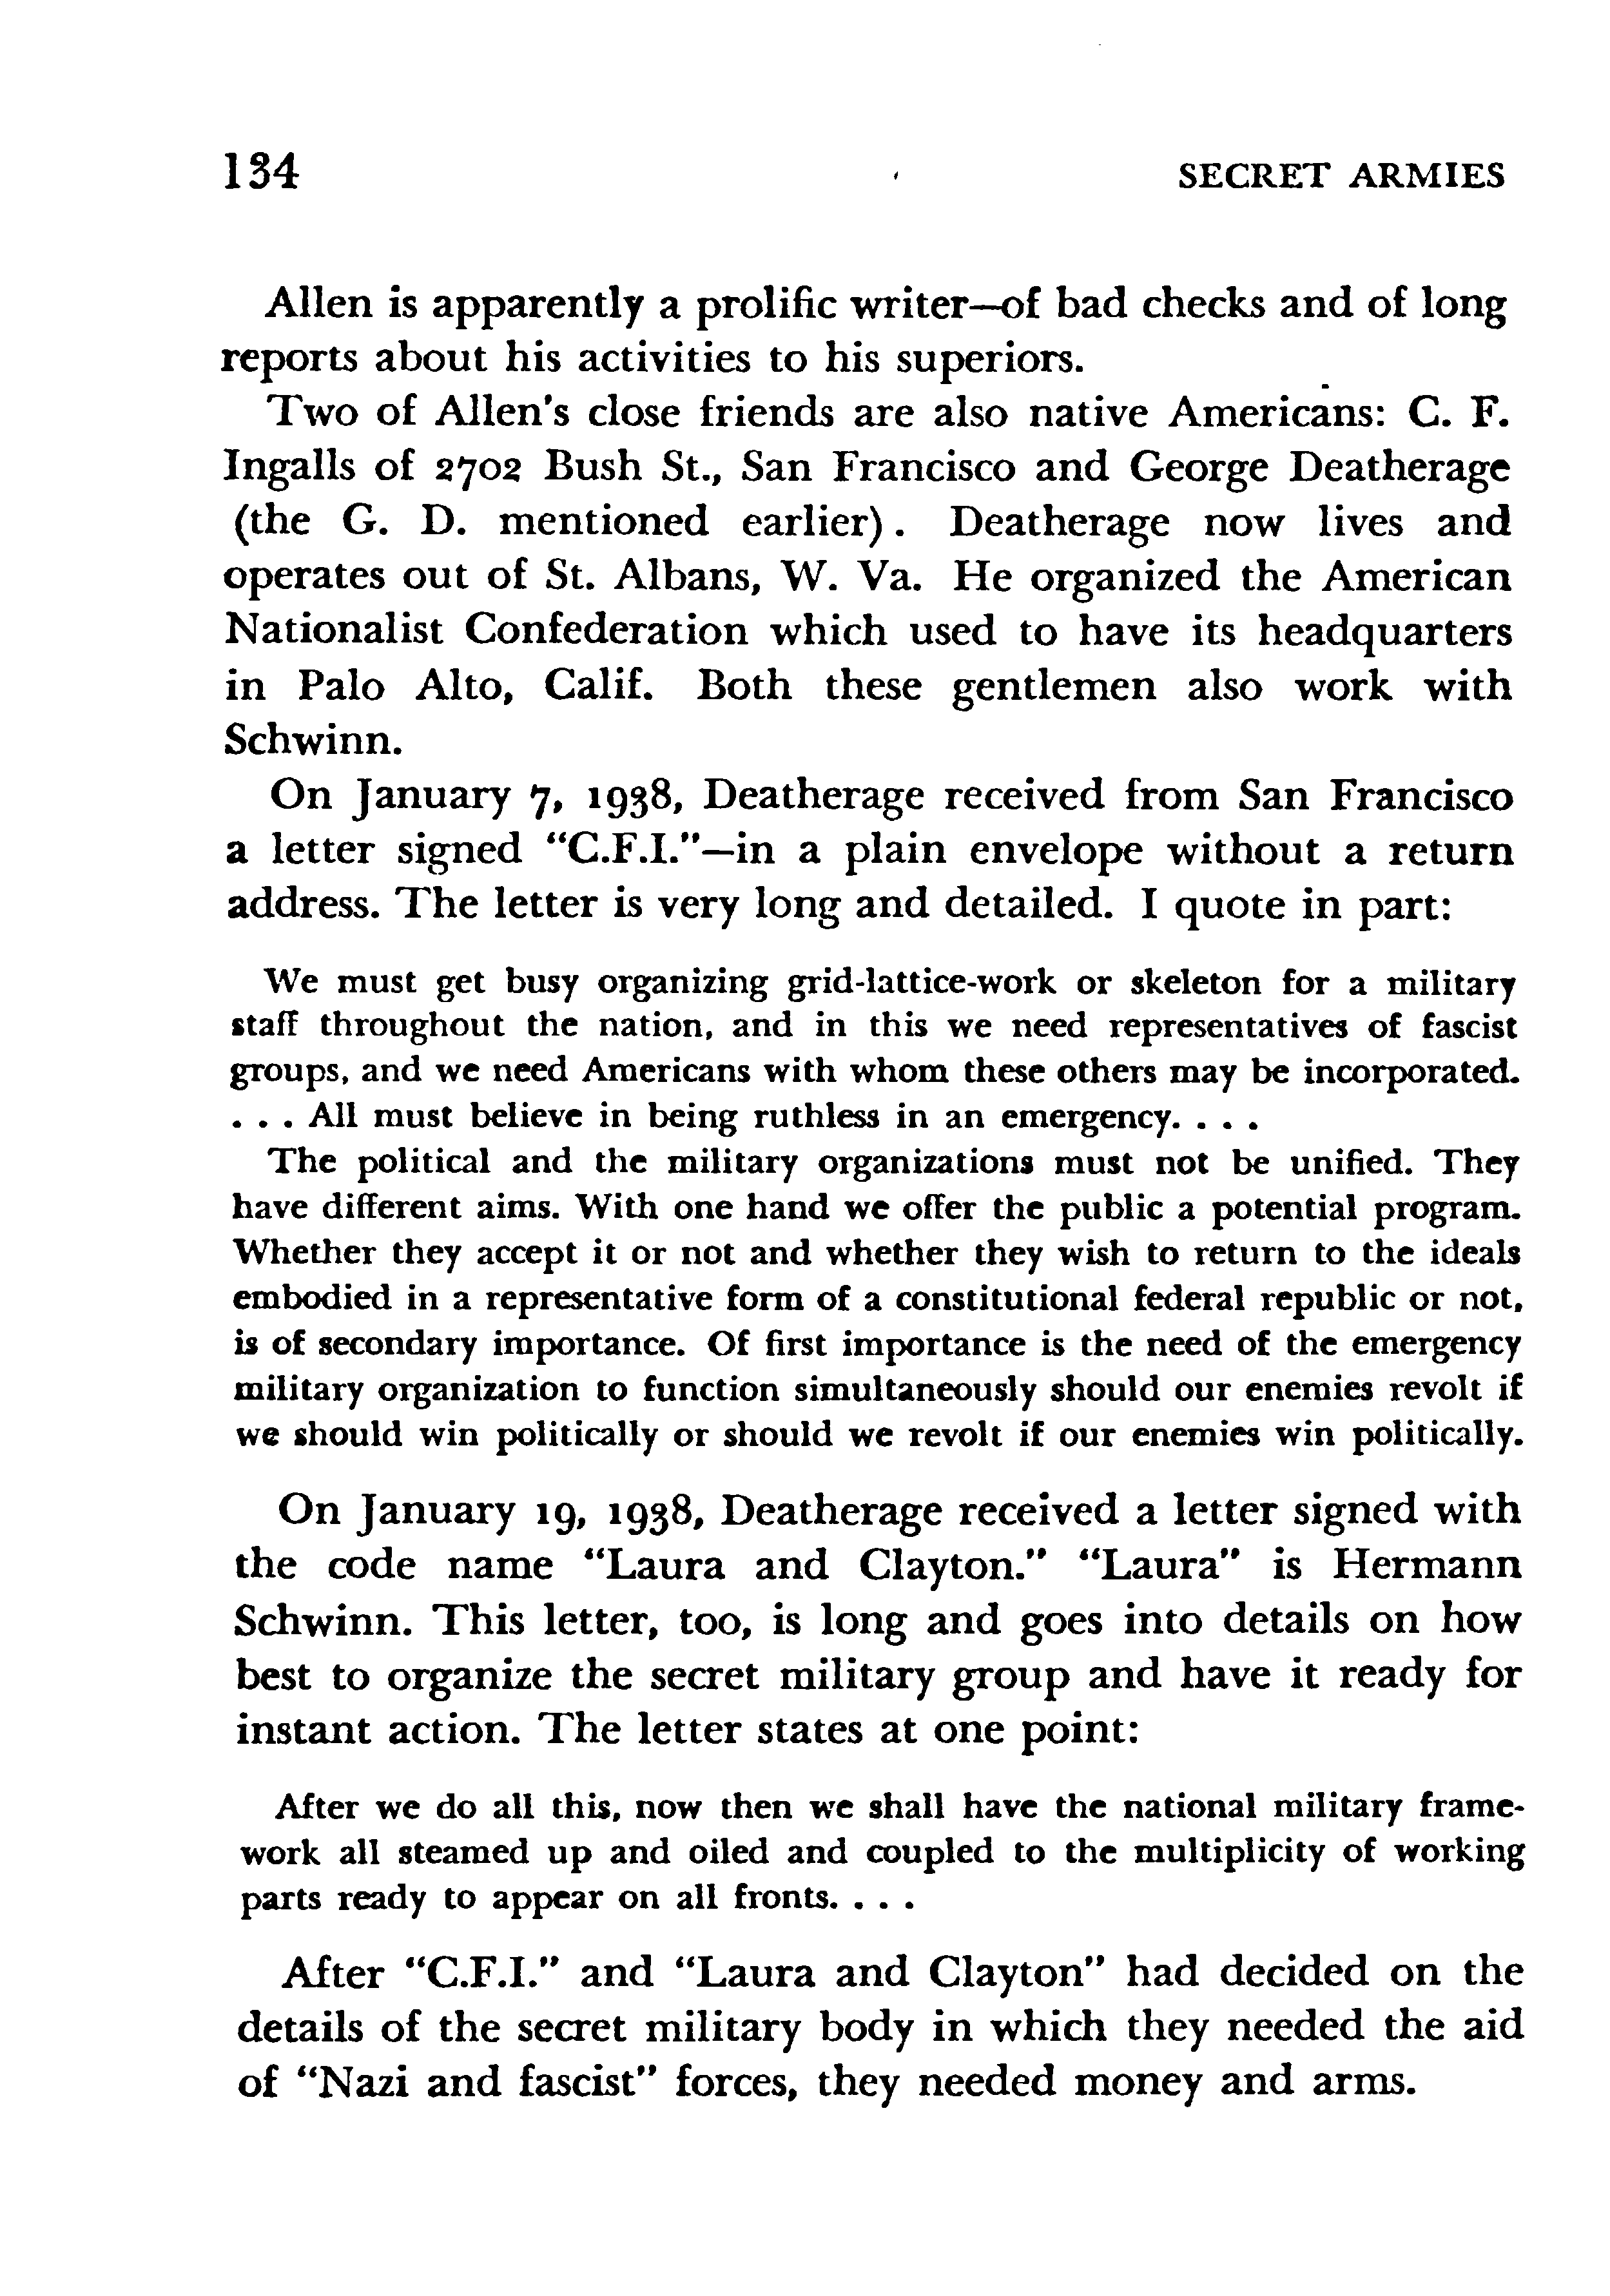 134 SECRET ARMIES
Allen is apparently a prolific writer—of bad checks and of long
reports about his activities to his superiors.
Two of Allen's close friends are also native Americans: C. F.
Ingalls of 2702 Bush St., San Francisco and George Deatherage
(the G. D. mentioned earlier). Deatherage now lives and
operates out of St. Albans, W. Va. He organized the American
Nationalist Confederation which used to have its headquarters
in Palo Alto, Calif. Both these gentlemen also work with
Schwinn.
On January 7, 1938, Deatherage received from San Francisco
a letter signed “C.F.I.”—in a plain envelope without a return
address. The letter is very long and detailed. I quote in part:
We must get busy organizing grid-lattice-work or skeleton for a military
staff throughout the nation, and in this we need representatives of fascist
groups, and we need Americans with whom these others may be incorporated.
. . . All must believe in being ruthless in an emergency. . . .
The political and the military organizations must not be unified. They
have different aims. With one hand we offer the public a potential program.
Whether they accept it or not and whether they wish to return to the ideals
embodied in a representative form of a constitutional federal republic or not,
is of secondary importance. Of first importance is the need of the emergency
military organization to function simultaneously should our enemies revolt if
we should win politically or should we revolt if our enemies win politically.
On January 19, 1938, Deatherage received a letter signed with
the code name “Laura and Clayton.” “Laura” is Hermann
Schwinn. This letter, too, is long and goes into details on how
best to organize the secret military group and have it ready for
instant action. The letter states at one point:
After we do all this, now then we shall have the national military frame-
work all steamed up and oiled and coupled to the multiplicity of working
parts ready to appear on all fronts. . . .
After “C.F.I.” and “Laura and Clayton” had decided on the
details of the secret military body in which they needed the aid
of “Nazi and fascist” forces, they needed money and arms.